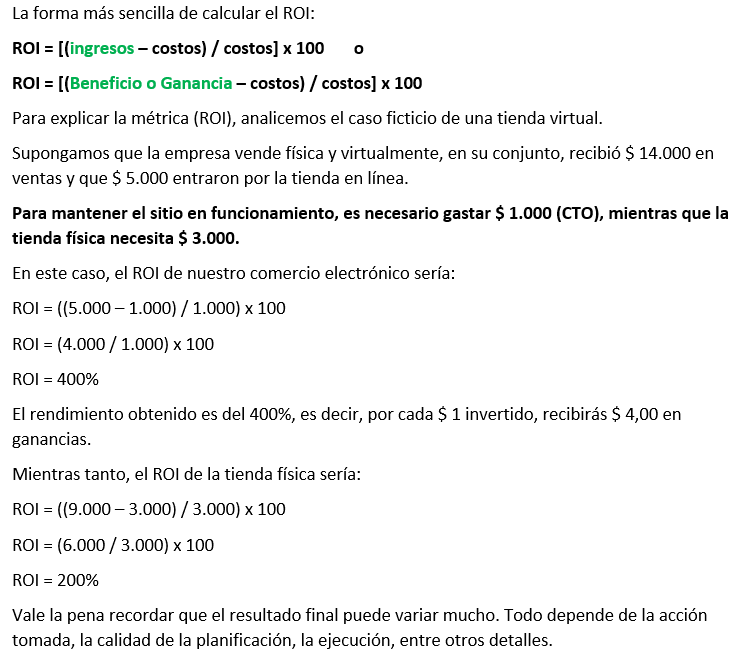 La forma más sencilla de calcular el ROI:
ROI = [(ingresos – costos) / costos] x 100 o
ROI = [(Beneficio o Ganancia – costos) / costos] x 100
Para explicar la métrica (ROI), analicemos el caso ficticio de una tienda virtual.
Supongamos que la empresa vende física y virtualmente, en su conjunto, recibió $ 14.000 en
ventas y que $ 5.000 entraron por la tienda en línea.
Para mantener el sitio en funcionamiento, es necesario gastar $ 1.000 (CTO), mientras que la
tienda física necesita $ 3.000.
En este caso, el ROI de nuestro comercio electrónico sería:
ROI = ((5.000 – 1.000) / 1.000) x 100
ROI = (4.000 / 1.000) x 100
ROI = 400%
El rendimiento obtenido es del 400%, es decir, por cada $ 1 invertido, recibirás $ 4,00 en
ganancias.
Mientras tanto, el ROI de la tienda física sería:
ROI = ((9.000 – 3.000) / 3.000) x 100
ROI = (6.000 / 3.000) x 100
ROI = 200%
Vale la pena recordar que el resultado final puede variar mucho. Todo depende de la acción
tomada, la calidad de la planificación, la ejecución, entre otros detalles.